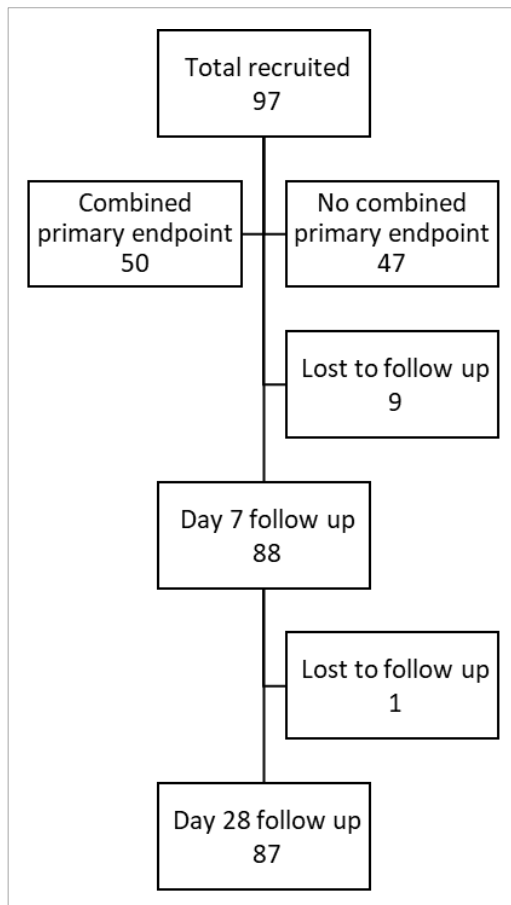 Total recruited
97
Combined
primary endpoint
50
No combined
primary endpoint
47
Lost to follow up
9
Day 7 follow up
88
Lost to follow up
1
Day 28 follow up
87